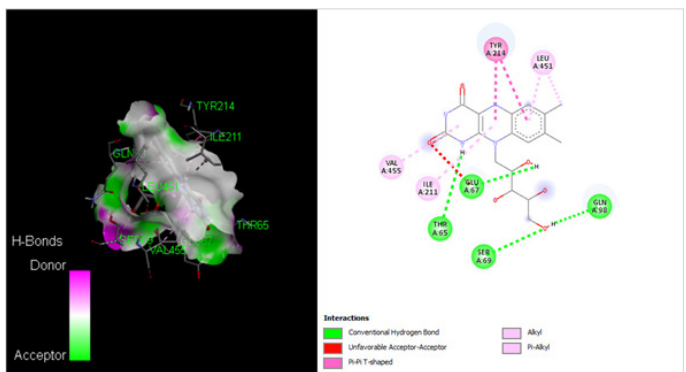 TYR214
ILE211
GLN
LEU451
THR65
VAL455
H-Bonds
Donor
Acceptor
TYR
A:214
LEU
A:451
O
O
H
VAL
A:455
ILE
A:211
GLU
A:67
H
THR
A:65
GLN
A:98
H
SER
A:69
Interactions
Conventional Hydrogen Bond
Unfavorable Acceptor-Acceptor
Pi-Pi T-shaped
Alkyl
Pi-Alkyl